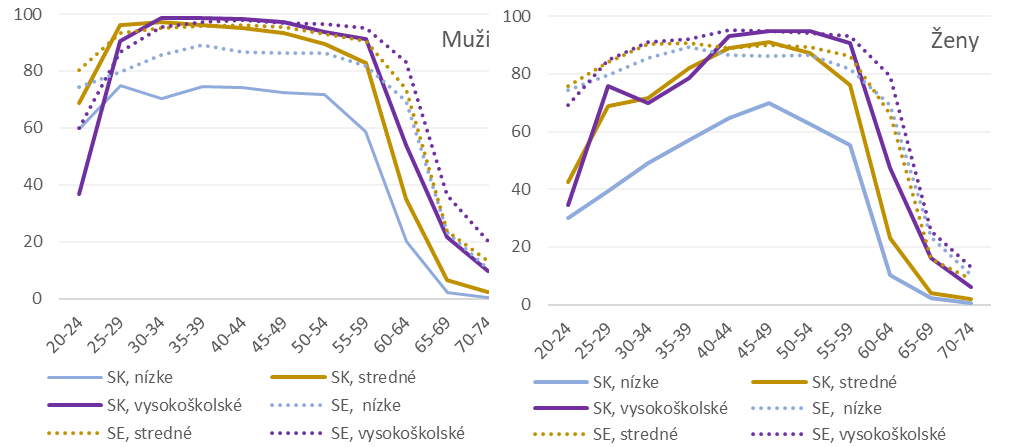 Muži
100
80
60
40
20
0
20-24 25-29 30-34 35-39 40-44 45-49 50-54 55-59 60-64 65-69 70-74
SK, nízke SK, stredné
SK, vysokoškolské SE, nízke
SE, stredné SE, vysokoškolské
Ženy
100
80
60
40
20
0
20-24 25-29 30-34 35-39 40-44 45-49 50-54 55-59 60-64 65-69 70-74
SK, nízke SK, stredné
SK, vysokoškolské SE, nízke
SE, stredné SE, vysokoškolské